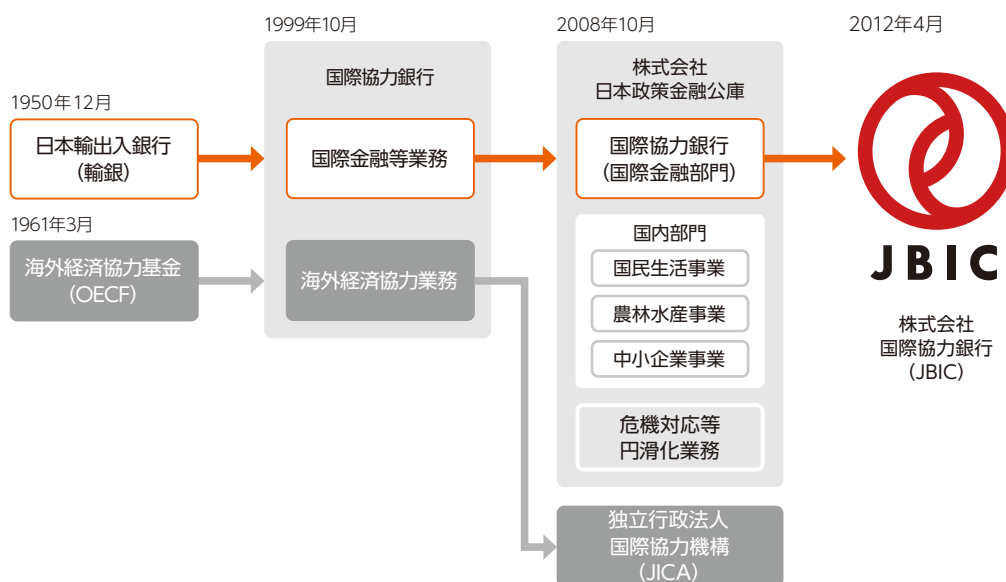 1950年12月
日本輸出入銀行
(輸銀)
1961年3月
海外経済協力基金
(OECF)
1999年10月
国際協力銀行
国際金融等業務
海外経済協力業務
2008年10月
株式会社
日本政策金融公庫
国際協力銀行
(国際金融部門)
国内部門
国民生活事業
農林水産事業
中小企業事業
危機対応等
円滑化業務
独立行政法人
国際協力機構
(JICA)
2012年4月
JBIC
株式会社
国際協力銀行
(JBIC)